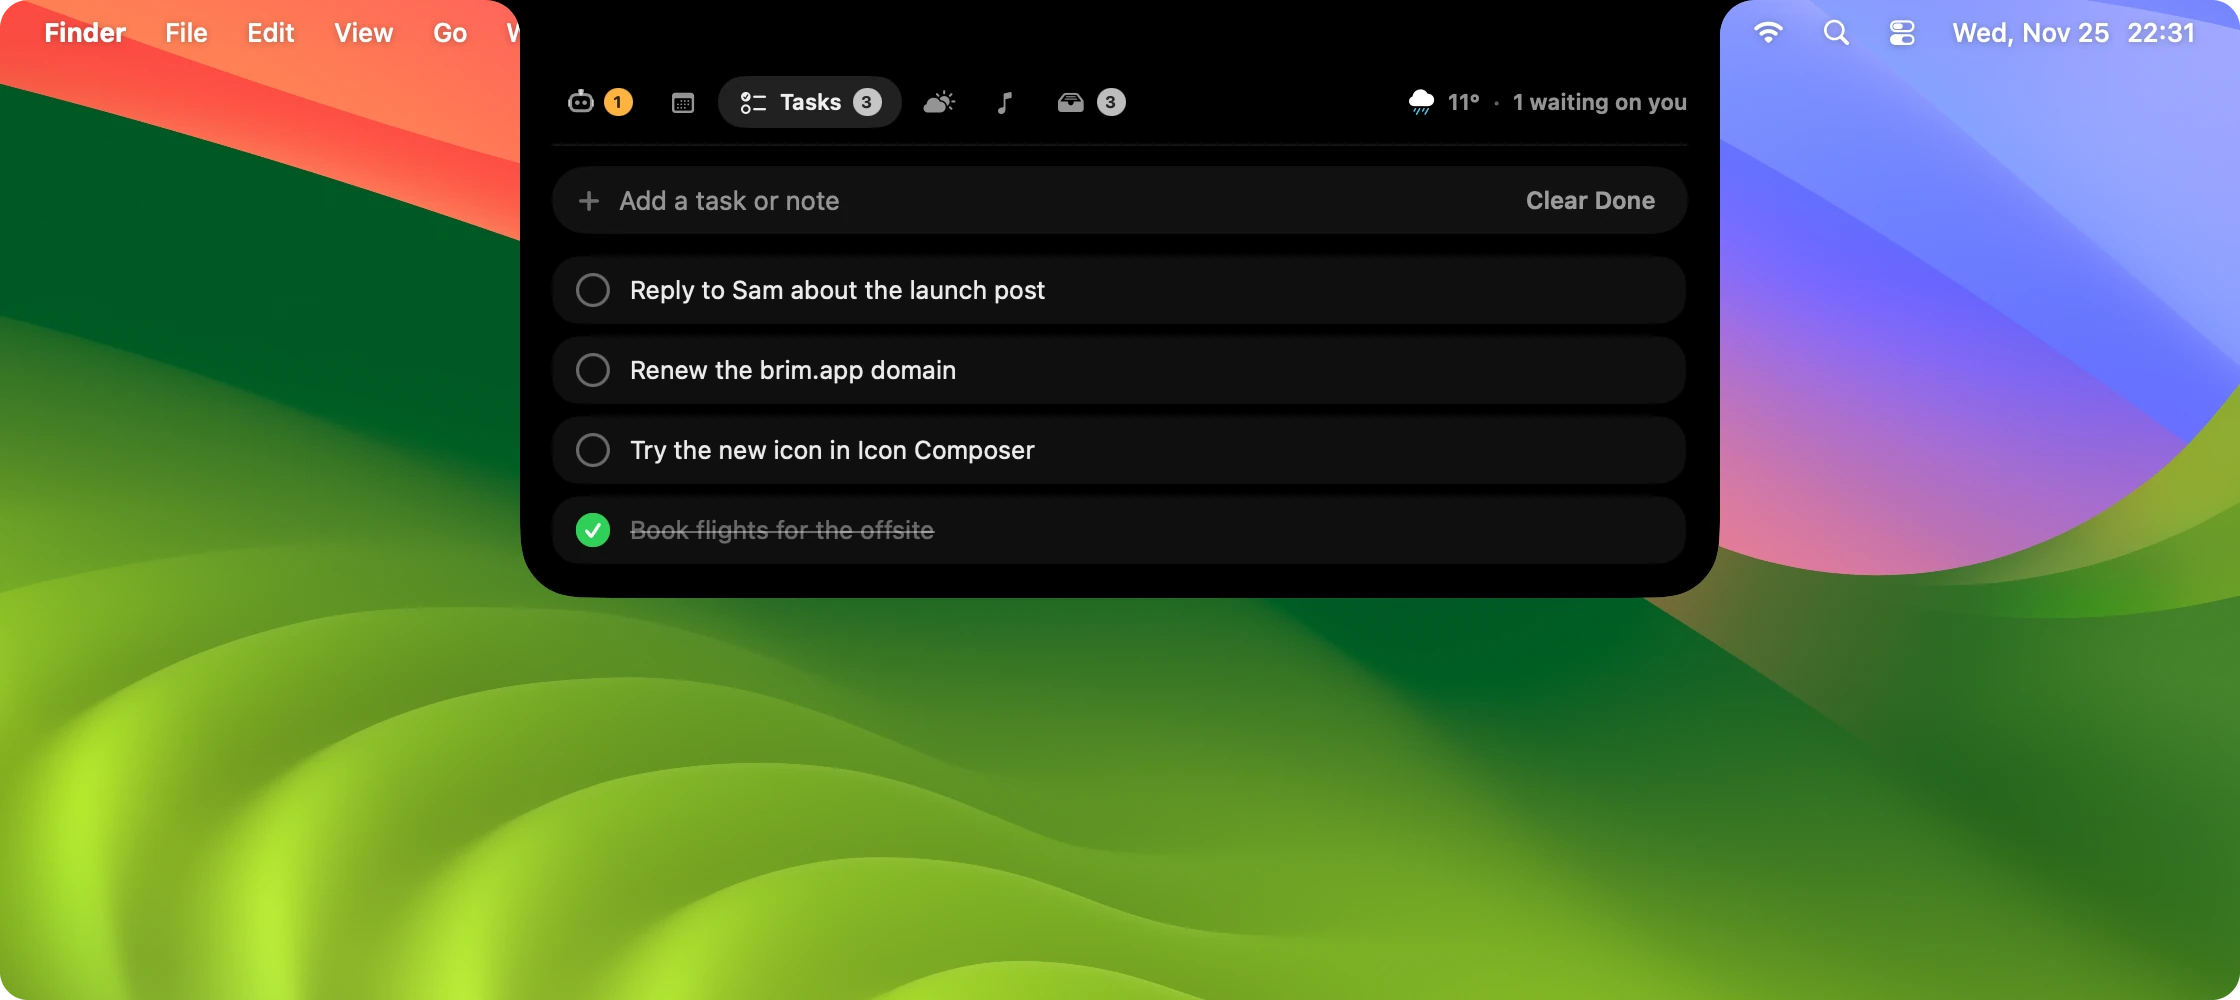 Finder File Edit View Go
Wed, Nov 25 22:31
1
Tasks 3
3
11° · 1 waiting on you
Add a task or note
Clear Done
Reply to Sam about the launch post
Renew the brim.app domain
Try the new icon in Icon Composer
Book flights for the offsite